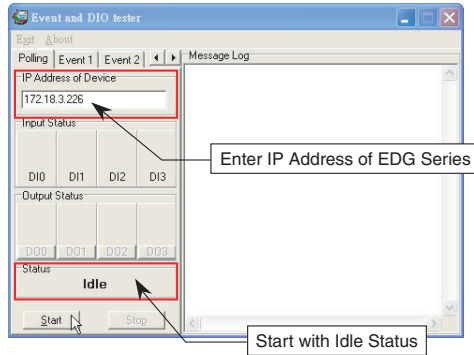 Event and DIO tester
Exit About
Polling Event 1 Event 2
Message Log
IP Address of Device
172.18.3.226
Input Status
Enter IP Address of EDG Series
DI0 DI1 DI2 DI3
Output Status
DO0 DO1 DO2 DO3
Status
Idle
Start Stop
Start with Idle Status